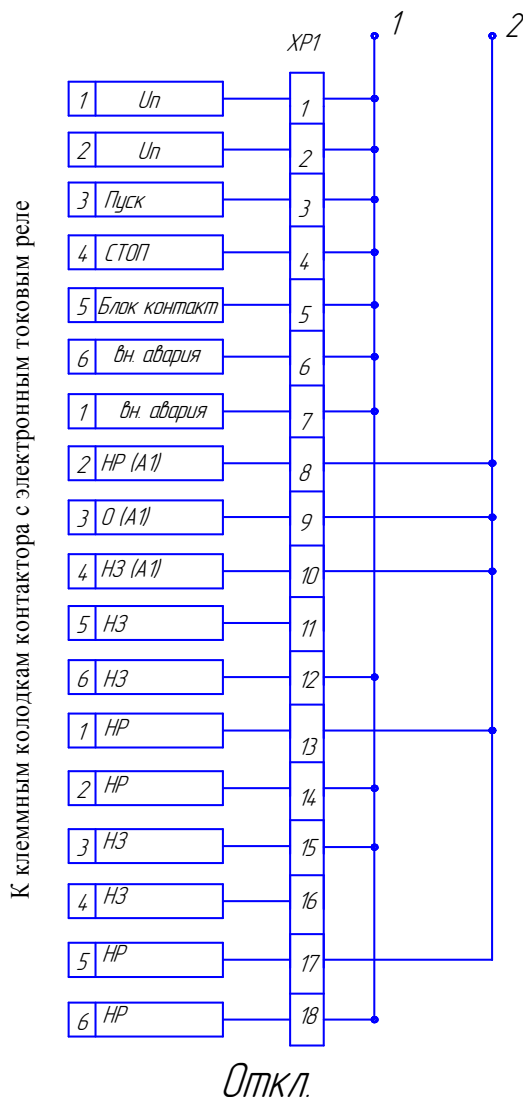 1 2
XP1
1 Uп 1
2 Uп 2
3 Пуск 3
4 СТОП 4
5 Блок контакт 5
6 вн. авария 6
1 вн. авария 7
2 НР (А1) 8
3 О (А1) 9
4 НЗ (А1) 10
5 НЗ 11
6 НЗ 12
1 НР 13
2 НР 14
3 НЗ 15
4 НЗ 16
5 НР 17
6 НР 18
К клеммным колодкам контактора с электронным токовым реле
Откл.